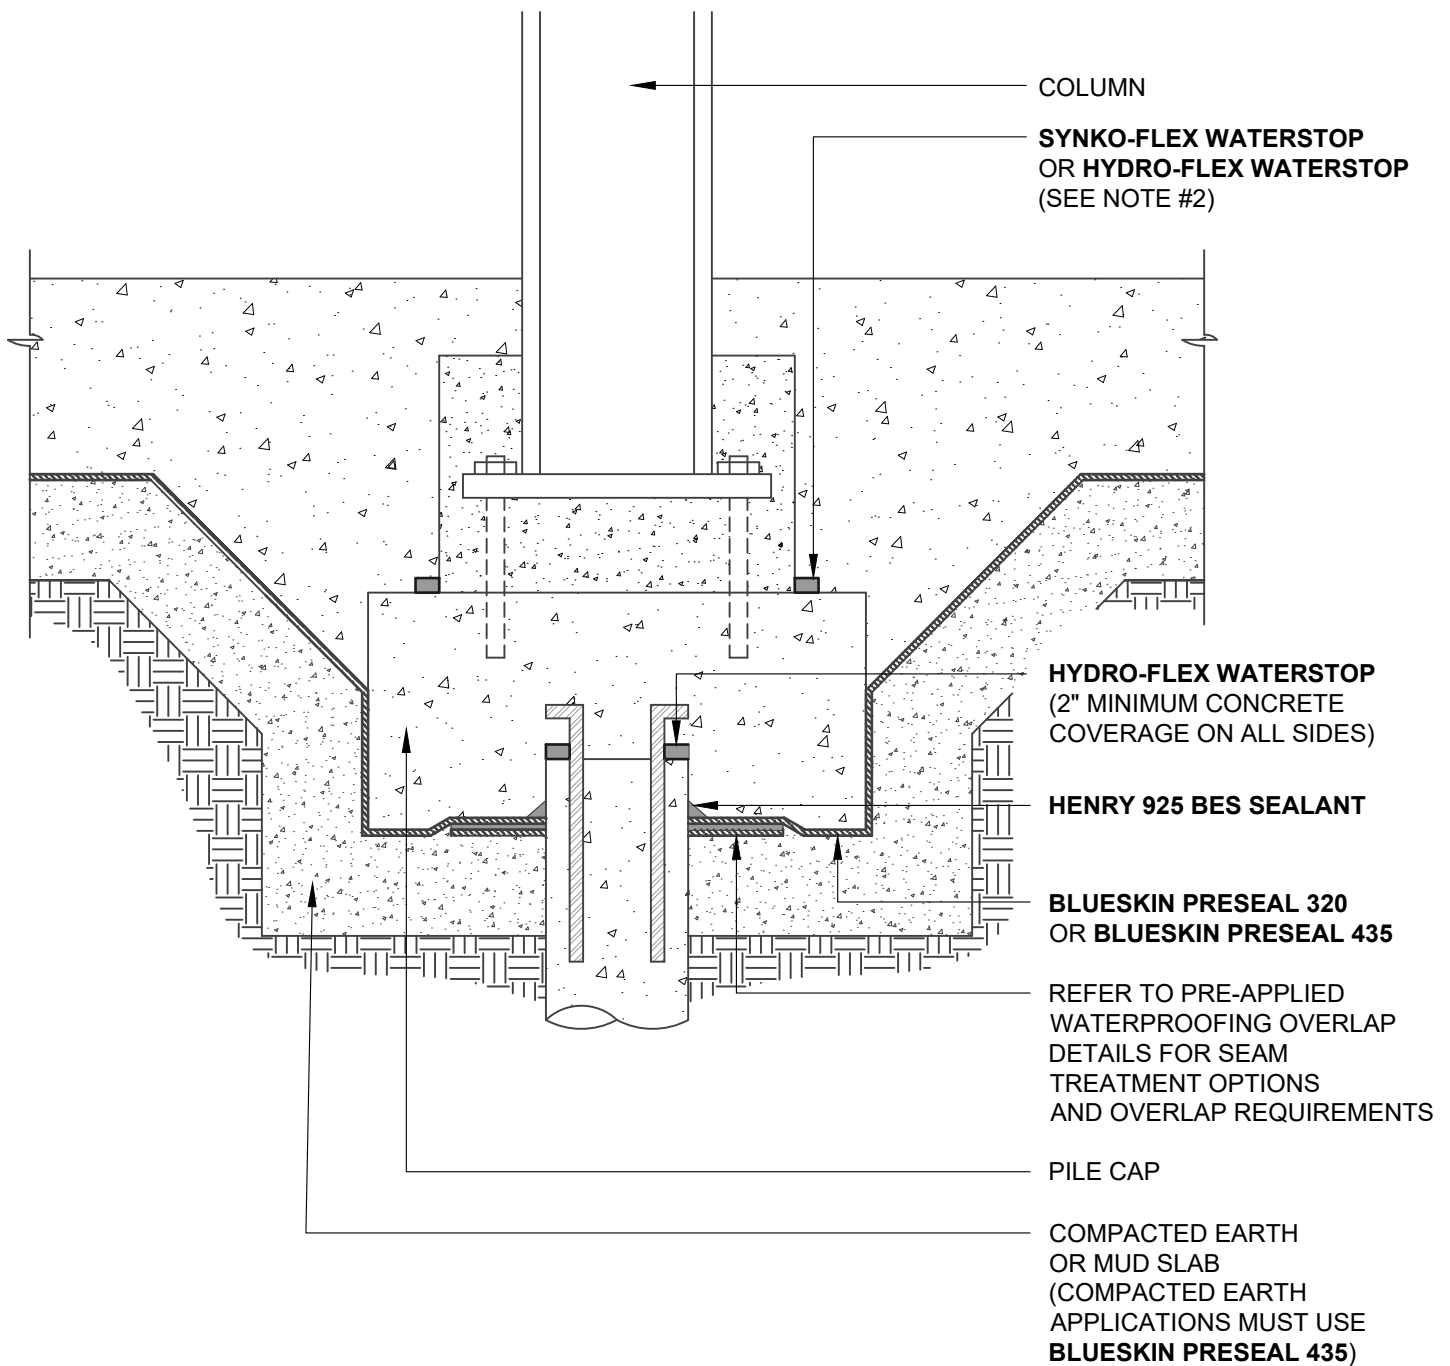 COLUMN
SYNKO-FLEX WATERSTOP
OR HYDRO-FLEX WATERSTOP
(SEE NOTE #2)
HYDRO-FLEX WATERSTOP
(2" MINIMUM CONCRETE
COVERAGE ON ALL SIDES)
HENRY 925 BES SEALANT
BLUESKIN PRESEAL 320
OR BLUESKIN PRESEAL 435
REFER TO PRE-APPLIED
WATERPROOFING OVERLAP
DETAILS FOR SEAM
TREATMENT OPTIONS
AND OVERLAP REQUIREMENTS
PILE CAP
COMPACTED EARTH
OR MUD SLAB
(COMPACTED EARTH
APPLICATIONS MUST USE
BLUESKIN PRESEAL 435)